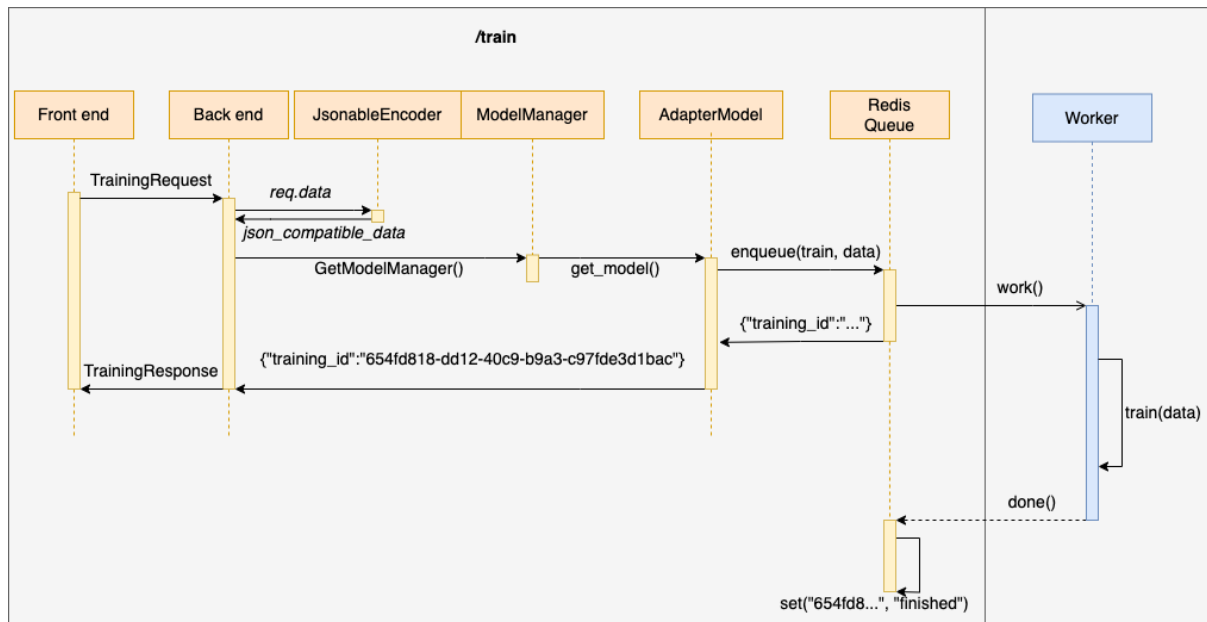 /train
Front end
Back end
JsonableEncoder
ModelManager
AdapterModel
Redis
Queue
Worker
TrainingRequest
req.data
json_compatible_data
GetModelManager()
get_model()
enqueue(train, data)
work()
{"training_id":"..."}
{"training_id":"654fd818-dd12-40c9-b9a3-c97fde3d1bac"}
TrainingResponse
train(data)
done()
set("654fd8...", "finished")